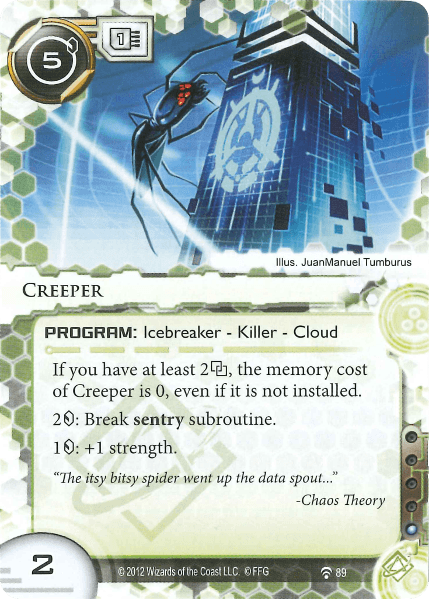 5
1
Illus. JuanManuel Tumburus
CREEPER
PROGRAM: Icebreaker - Killer - Cloud
If you have at least 2, the memory cost
of Creeper is 0, even if it is not installed.
2: Break sentry subroutine.
1: +1 strength.
"The itsy bitsy spider went up the data spout..."
-Chaos Theory
2
© 2012 Wizards of the Coast LLC. © FFG
89